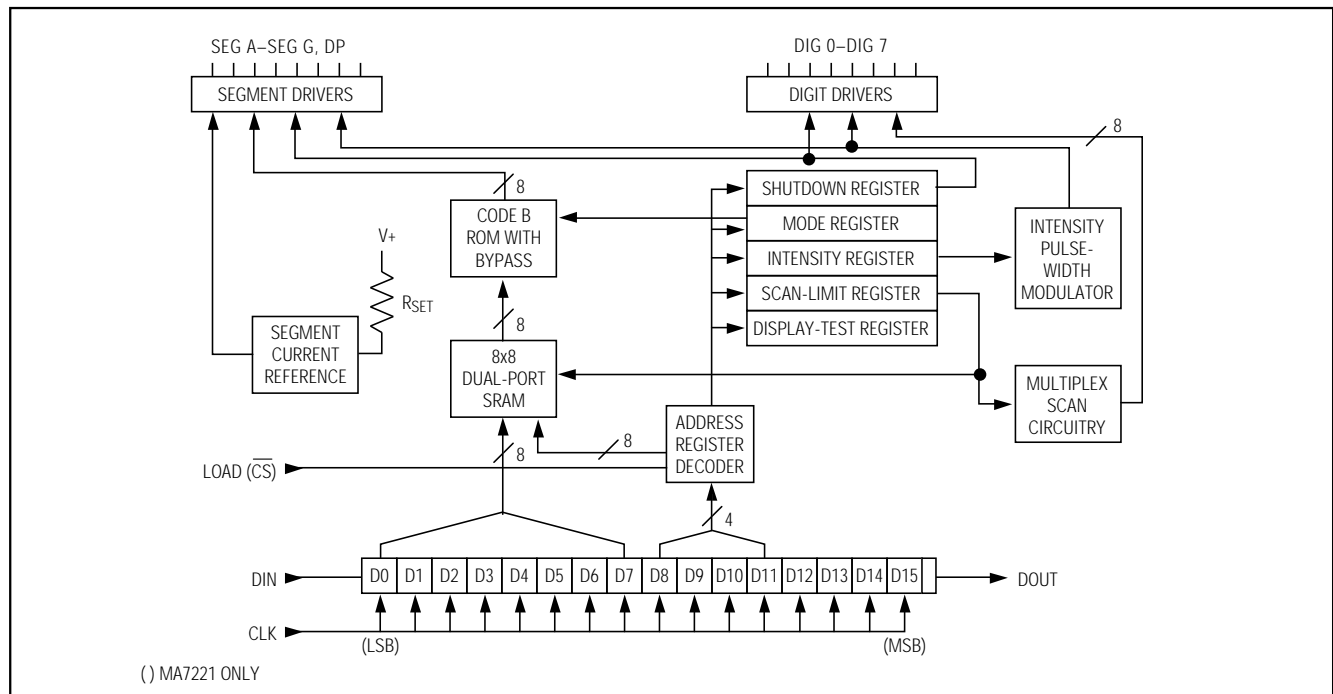 SEG A–SEG G, DP
DIG 0–DIG 7
SEGMENT DRIVERS
DIGIT DRIVERS
8
8
SHUTDOWN REGISTER
MODE REGISTER
INTENSITY REGISTER
SCAN-LIMIT REGISTER
DISPLAY-TEST REGISTER
CODE B
ROM WITH
BYPASS
INTENSITY
PULSE-
WIDTH
MODULATOR
V+
RSET
8
SEGMENT
CURRENT
REFERENCE
8x8
DUAL-PORT
SRAM
MULTIPLEX
SCAN
CIRCUITRY
ADDRESS
REGISTER
DECODER
8
8
LOAD (C̅S̅)
4
DIN
D0 D1 D2 D3 D4 D5 D6 D7 D8 D9 D10 D11 D12 D13 D14 D15
DOUT
CLK
(LSB)
(MSB)
( ) MA7221 ONLY